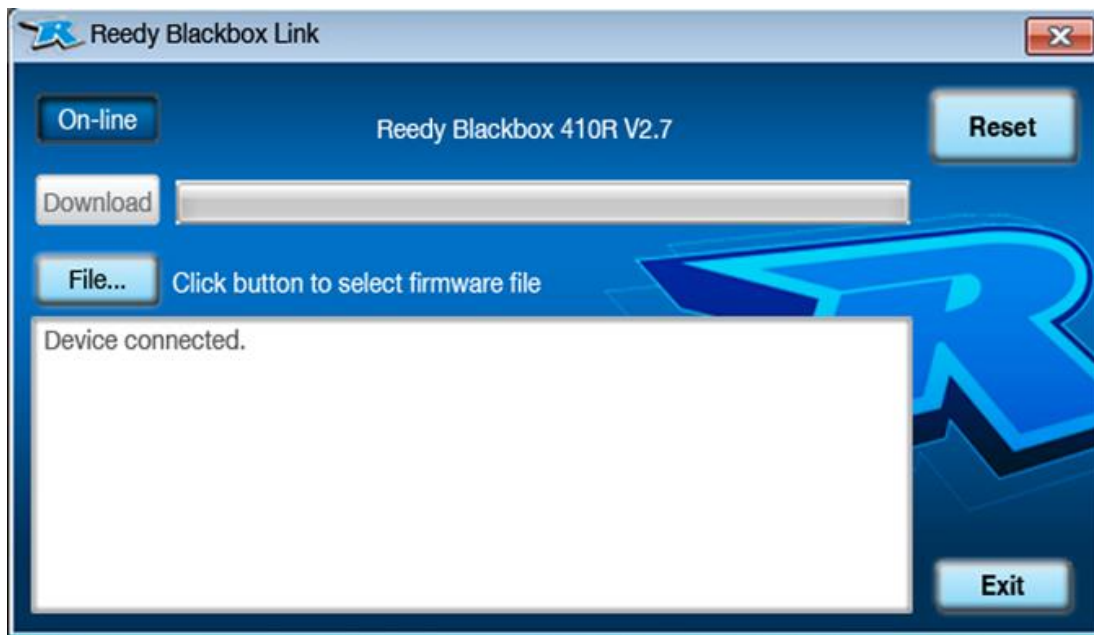 Reedy Blackbox Link
On-line
Reedy Blackbox 410R V2.7
Reset
Download
File...
Click button to select firmware file
Device connected.
Exit